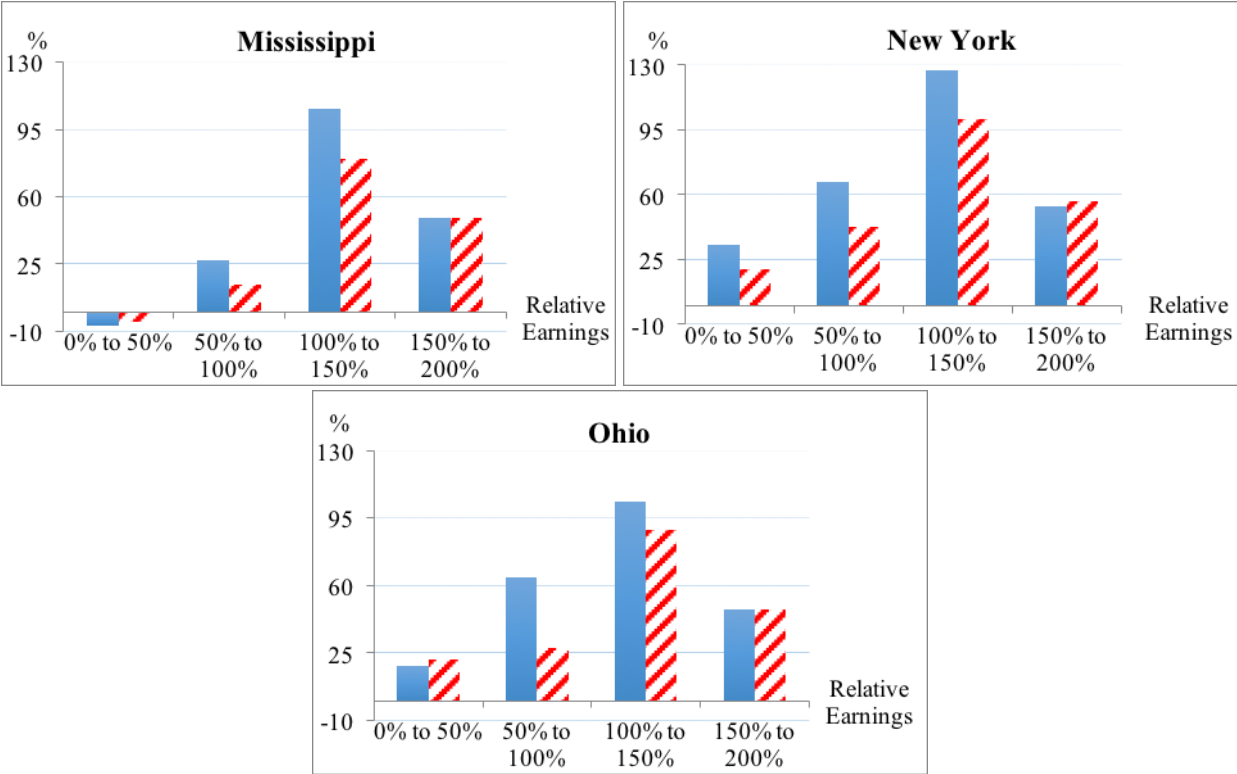 Mississippi
%
130
95
60
25
-10
0% to 50%
50% to
100%
100% to
150%
150% to
200%
Relative
Earnings
New York
%
130
95
60
25
-10
0% to 50%
50% to
100%
100% to
150%
150% to
200%
Relative
Earnings
Ohio
%
130
95
60
25
-10
0% to 50%
50% to
100%
100% to
150%
150% to
200%
Relative
Earnings